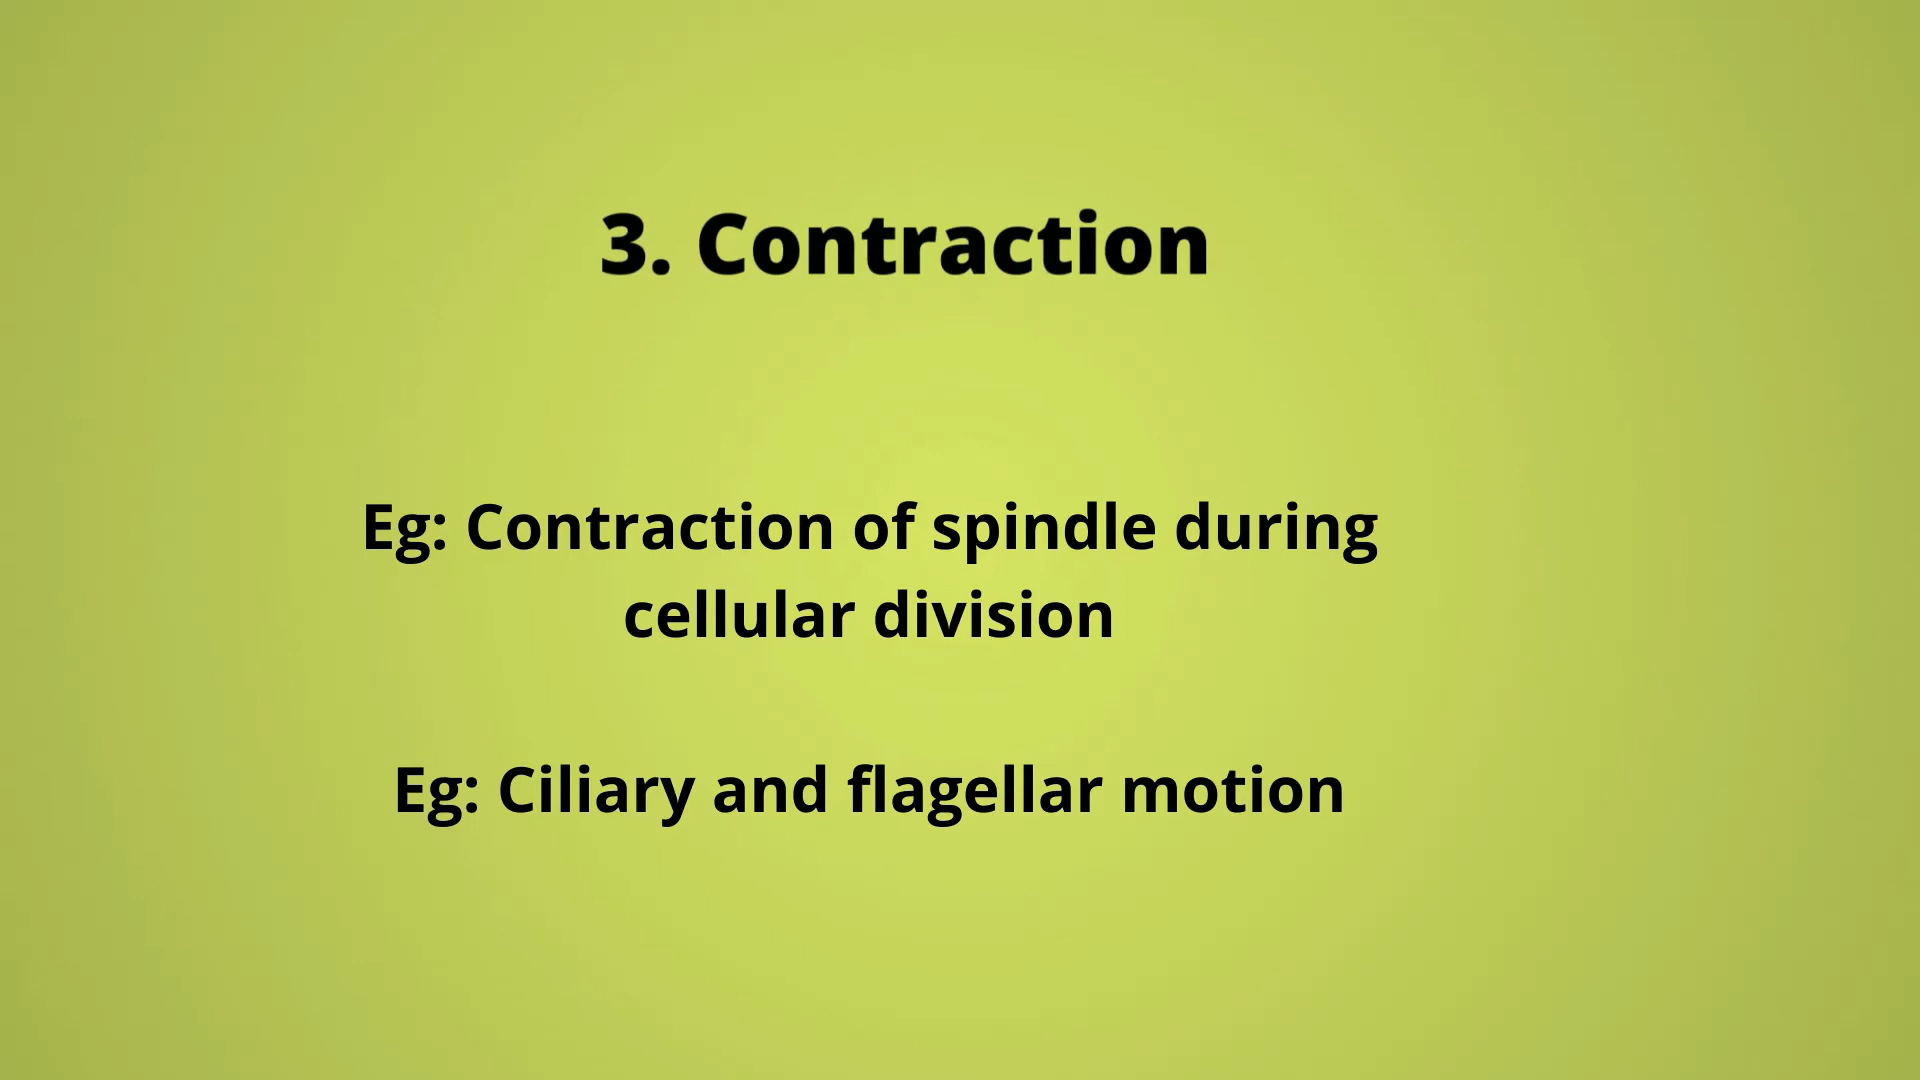 3. Contraction
Eg: Contraction of spindle during
cellular division
Eg: Ciliary and flagellar motion